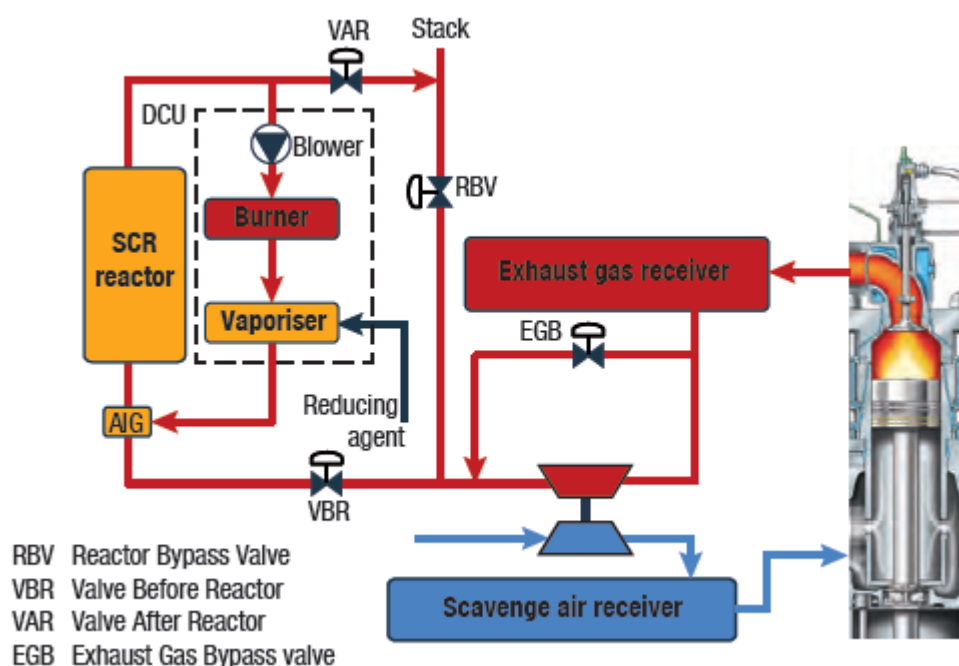 VAR
Stack
DCU
Blower
RBV
Burner
SCR
reactor
Exhaust gas receiver
Vaporiser
EGB
Reducing
agent
AIG
VBR
RBV Reactor Bypass Valve
VBR Valve Before Reactor
VAR Valve After Reactor
EGB Exhaust Gas Bypass valve
Scavenge air receiver